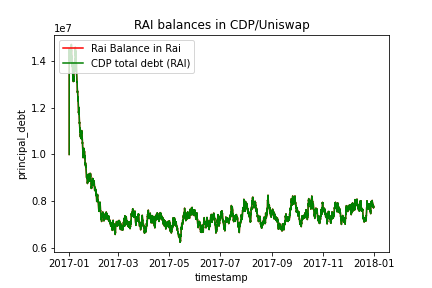 RAI balances in CDP/Uniswap
1e7
Rai Balance in Rai
CDP total debt (RAI)
1.4
1.2
1.0
0.8
0.6
principal_debt
2017-01 2017-03 2017-05 2017-07 2017-09 2017-11 2018-01
timestamp